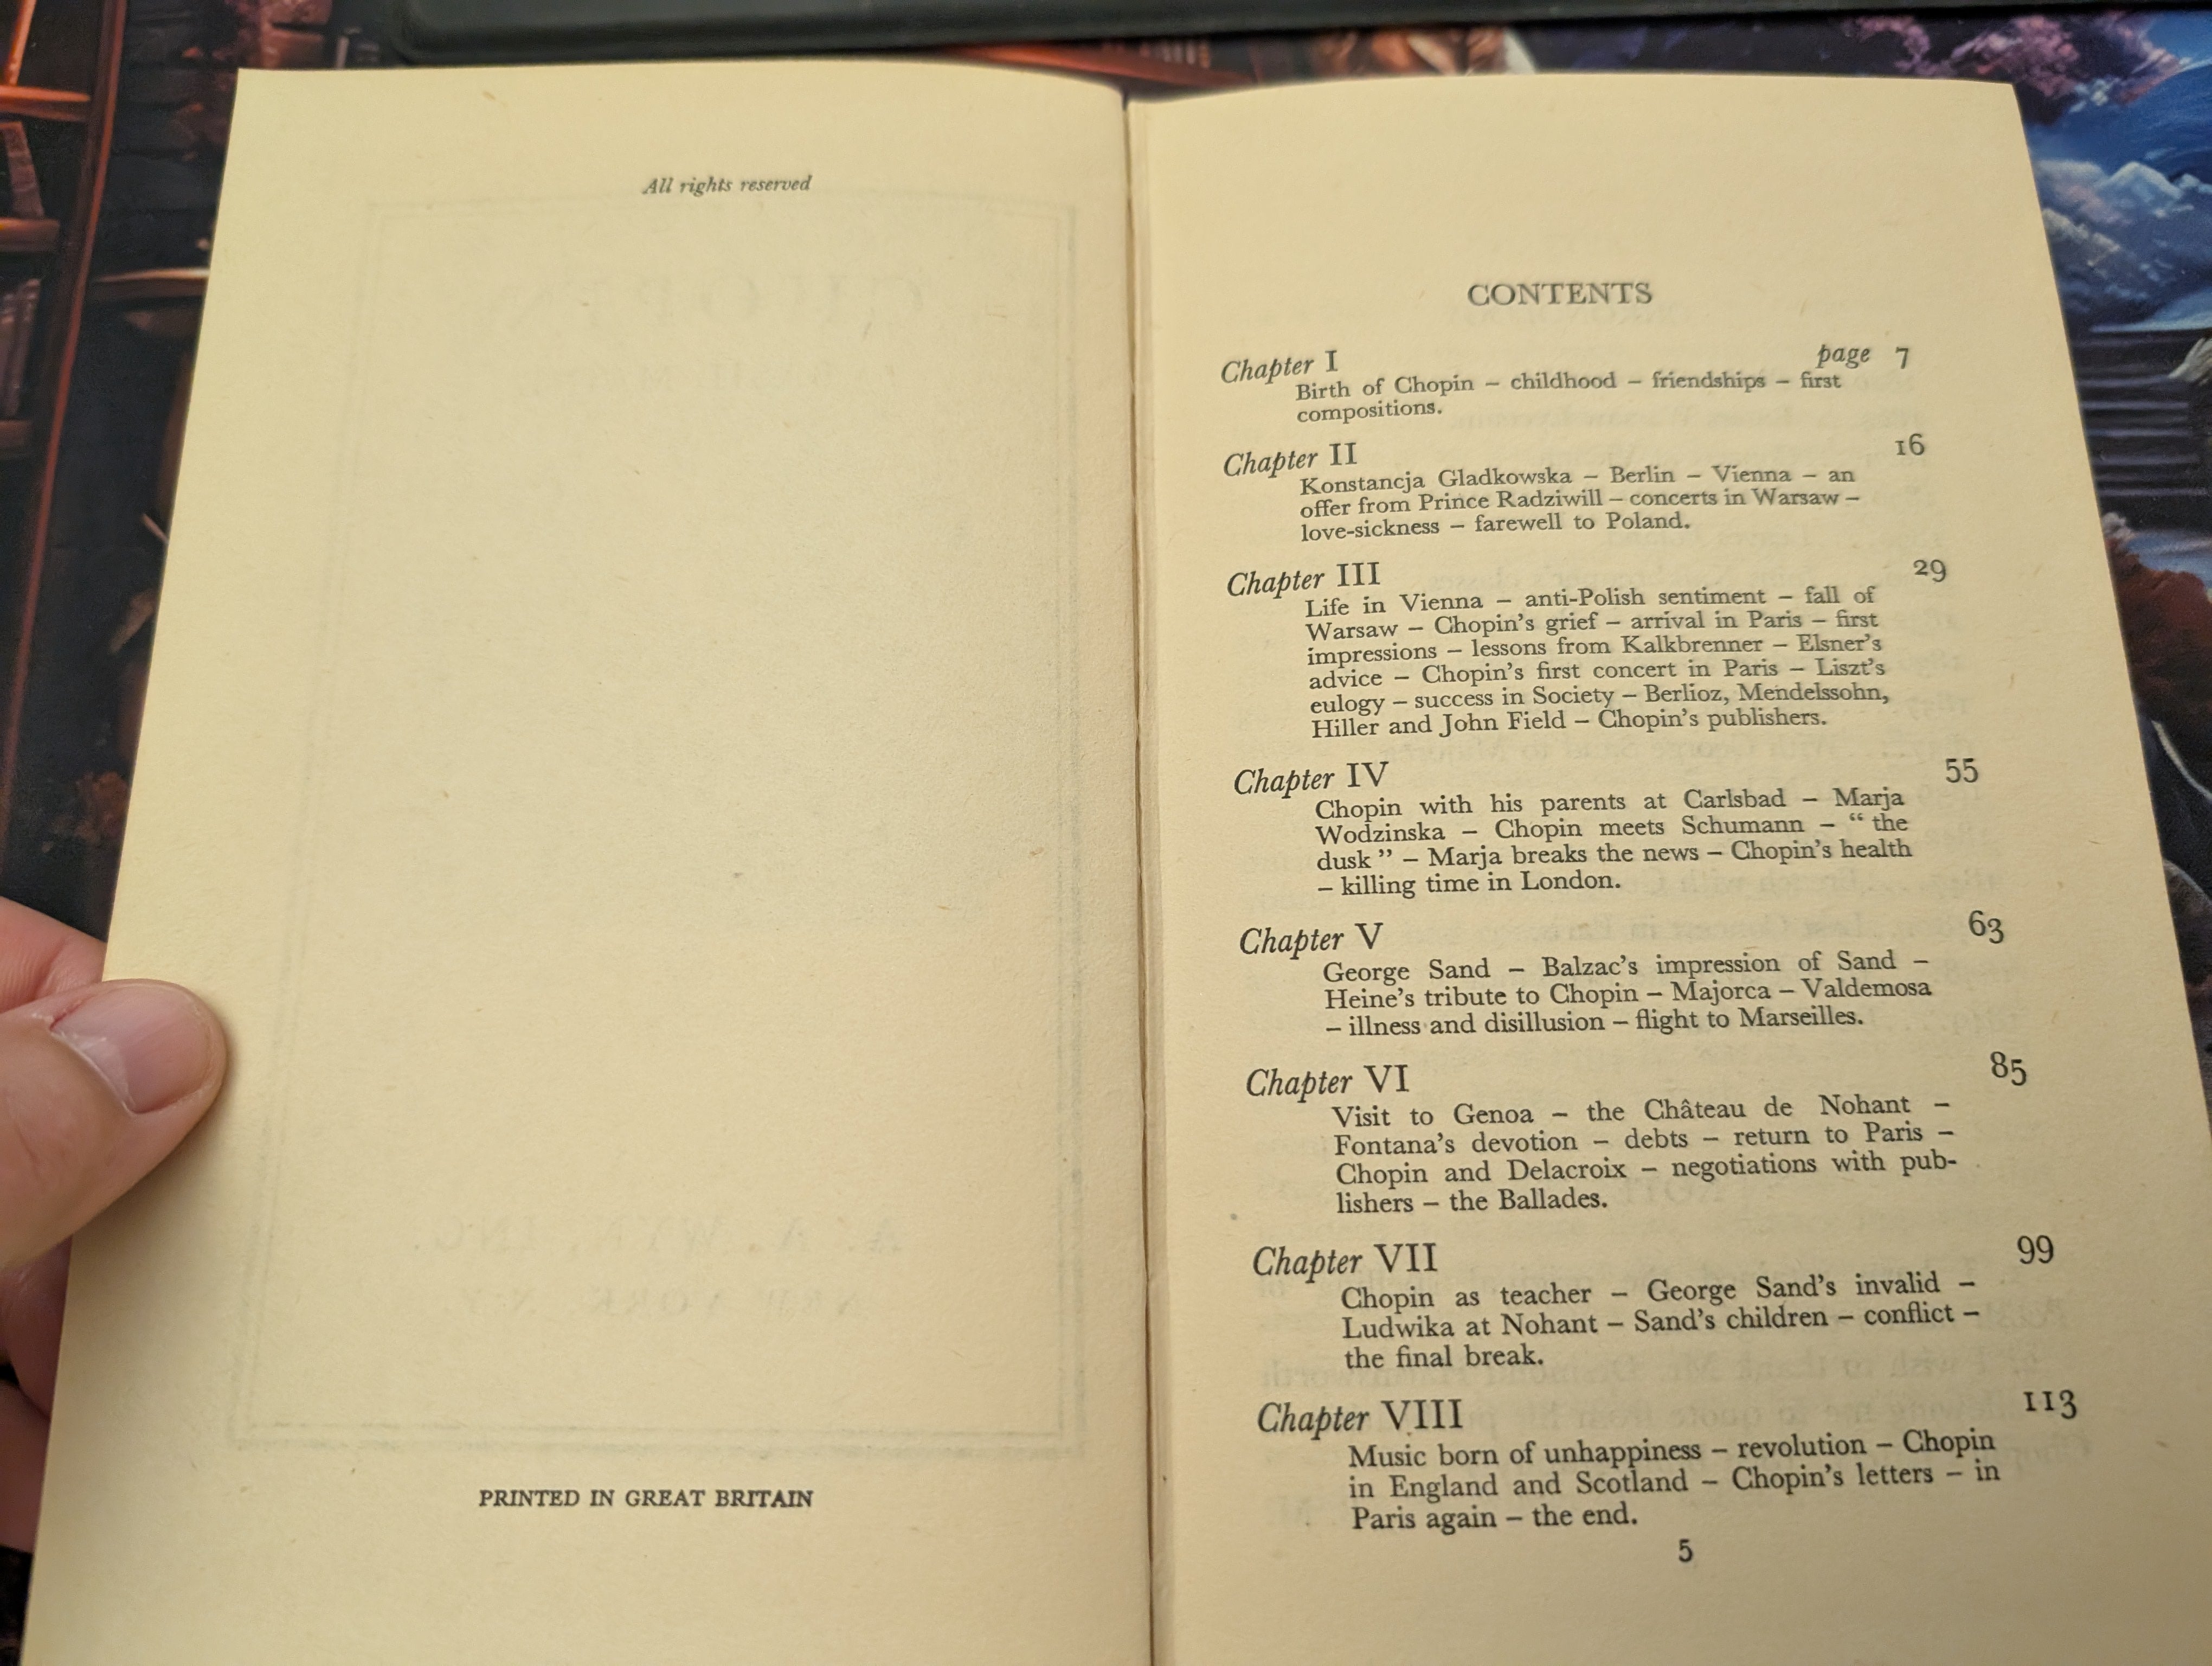 All rights reserved
PRINTED IN GREAT BRITAIN
CONTENTS
Chapter I page 7
Birth of Chopin – childhood – friendships – first
compositions.
Chapter II 16
Konstancja Gladkowska – Berlin – Vienna – an
offer from Prince Radziwill – concerts in Warsaw –
love-sickness – farewell to Poland.
Chapter III 29
Life in Vienna – anti-Polish sentiment – fall of
Warsaw – Chopin’s grief – arrival in Paris – first
impressions – lessons from Kalkbrenner – Elsner’s
advice – Chopin’s first concert in Paris – Liszt’s
eulogy – success in Society – Berlioz, Mendelssohn,
Hiller and John Field – Chopin’s publishers.
Chapter IV 55
Chopin with his parents at Carlsbad – Marja
Wodzinska – Chopin meets Schumann – “ the
dusk ” – Marja breaks the news – Chopin’s health
– killing time in London.
Chapter V 63
George Sand – Balzac’s impression of Sand –
Heine’s tribute to Chopin – Majorca – Valdemosa
– illness and disillusion – flight to Marseilles.
Chapter VI 85
Visit to Genoa – the Château de Nohant –
Fontana’s devotion – debts – return to Paris –
Chopin and Delacroix – negotiations with pub-
lishers – the Ballades.
Chapter VII 99
Chopin as teacher – George Sand’s invalid –
Ludwika at Nohant – Sand’s children – conflict –
the final break.
Chapter VIII 113
Music born of unhappiness – revolution – Chopin
in England and Scotland – Chopin’s letters – in
Paris again – the end.
5